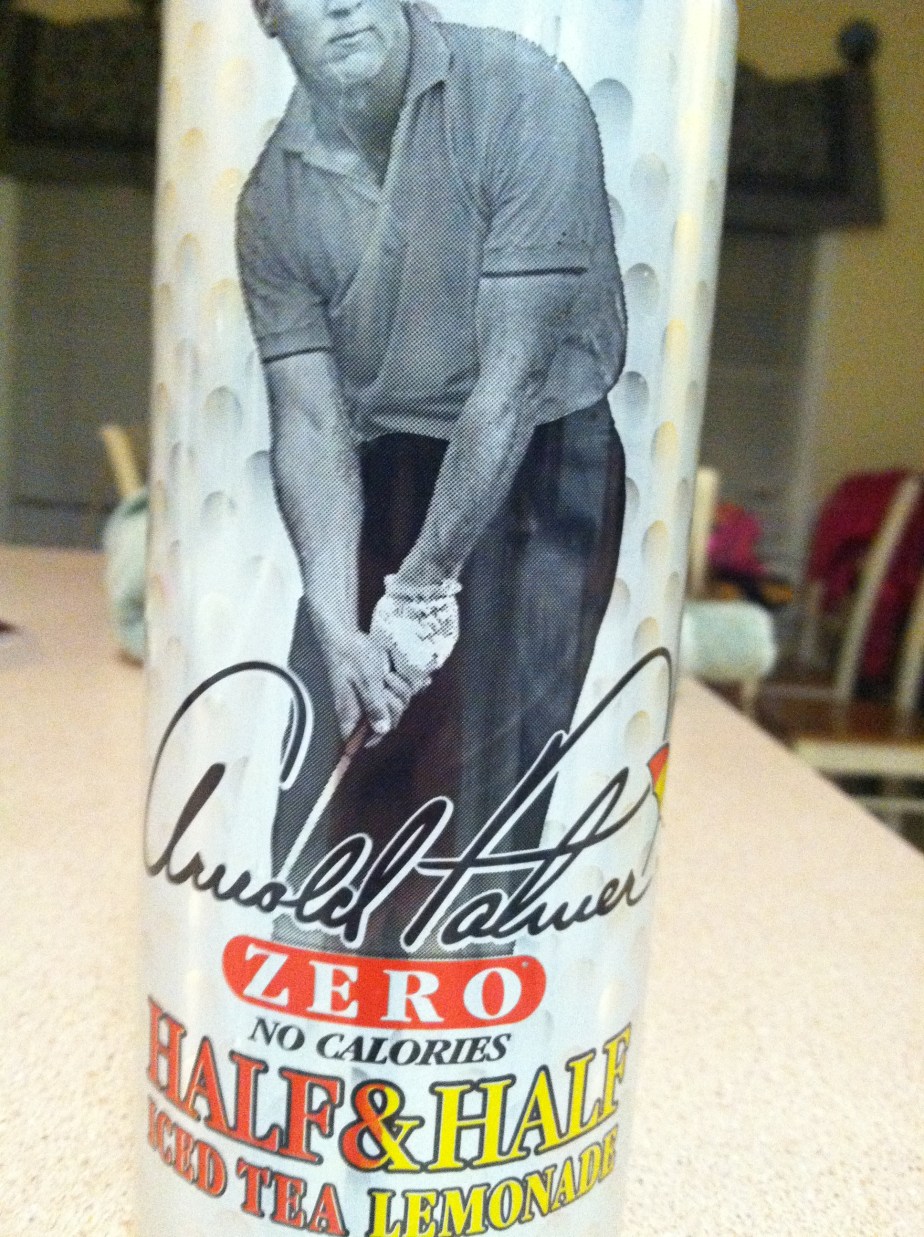 Arnold Palmer
ZERO
NO CALORIES
HALF & HALF
ICED TEA LEMONADE